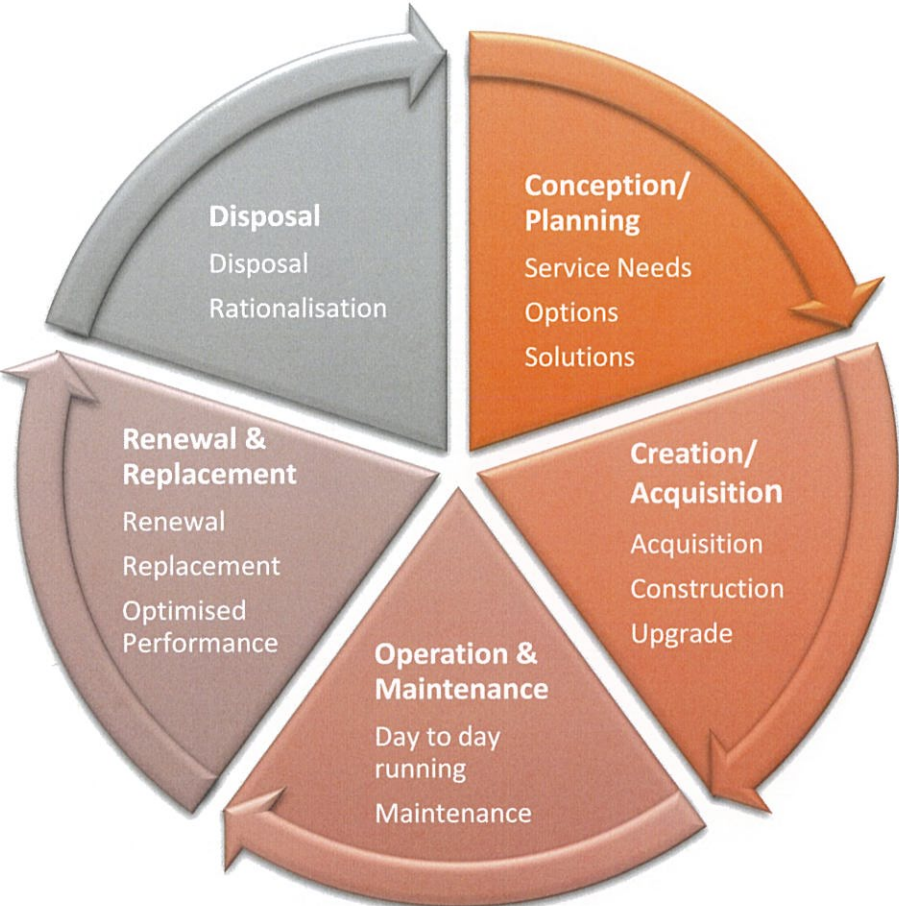 Conception/
Planning
Service Needs
Options
Solutions
Creation/
Acquisition
Acquisition
Construction
Upgrade
Operation &
Maintenance
Day to day
running
Maintenance
Renewal &
Replacement
Renewal
Replacement
Optimised
Performance
Disposal
Disposal
Rationalisation